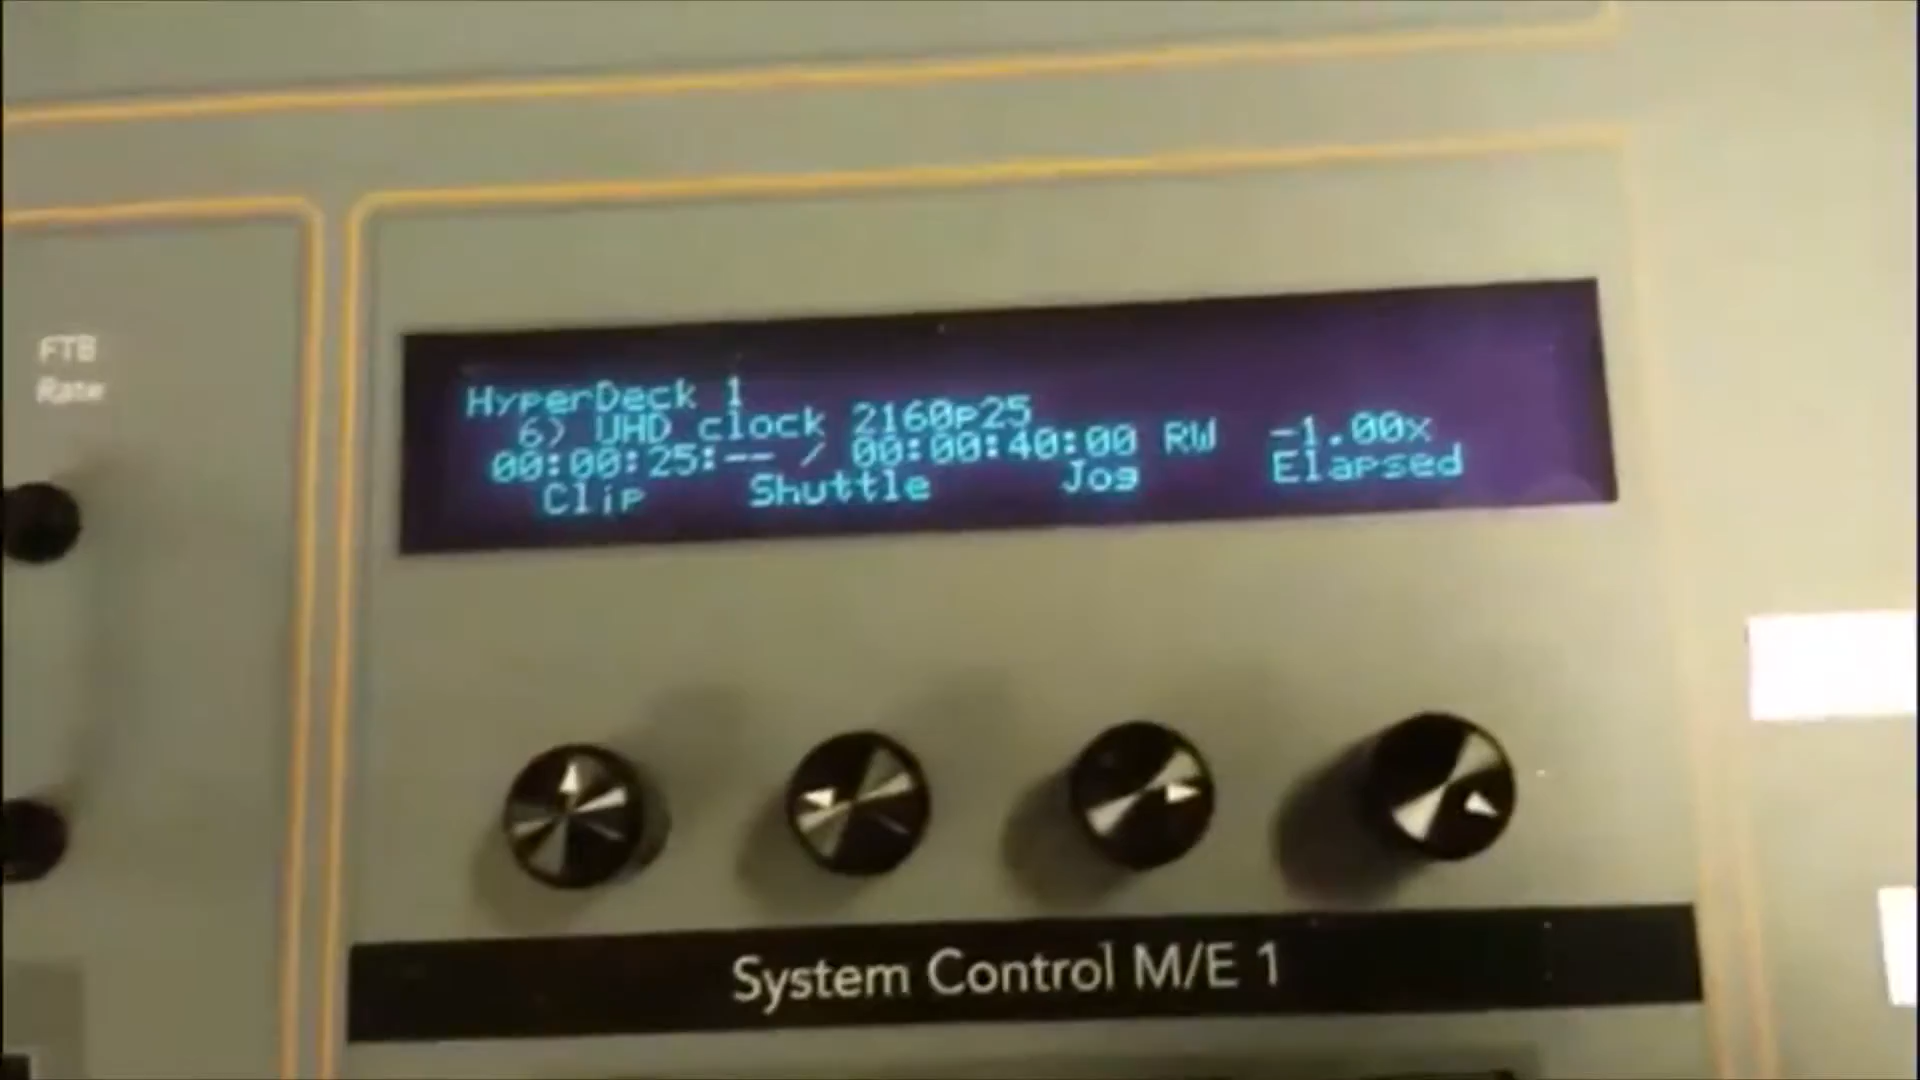 FTB
Rate
HyperDeck 1
6) UHD clock 2160p25
00:00:25:-- / 00:00:40:00 RW -1.00x
Clip Shuttle Jog Elapsed
System Control M/E 1